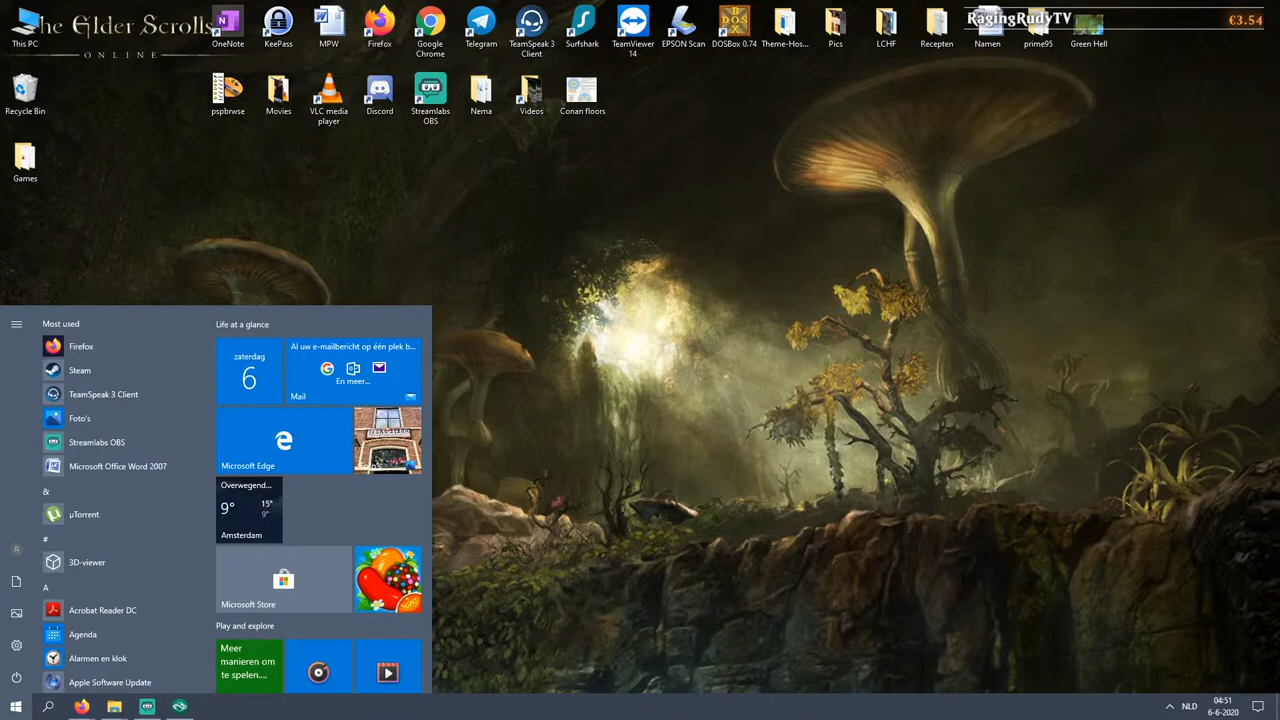 The Elder Scrolls
ONLINE
This PC
OneNote
KeePass
MPW
Firefox
Google Chrome
Telegram
TeamSpeak 3 Client
Surfshark
TeamViewer 14
EPSON Scan
DOSBox 0.74
Theme-Hos...
Pics
LCHF
Recepten
Namen
prime95
Green Hell
RagingRudyTV
€3.54
Recycle Bin
pspbrwse
Movies
VLC media player
Discord
Streamlabs OBS
Nema
Videos
Conan floors
Games
Most used
Firefox
Steam
TeamSpeak 3 Client
Foto's
Streamlabs OBS
Microsoft Office Word 2007
&
µTorrent
#
3D-viewer
A
Acrobat Reader DC
Agenda
Alarmen en klok
Apple Software Update
Life at a glance
zaterdag
6
Al uw e-mailbericht op één plek b...
En meer...
Mail
Microsoft Edge
Overwegend...
9° 15°
9°
Amsterdam
Microsoft Store
Play and explore
Meer
manieren om
te spelen....
NLD
04:51
6-6-2020